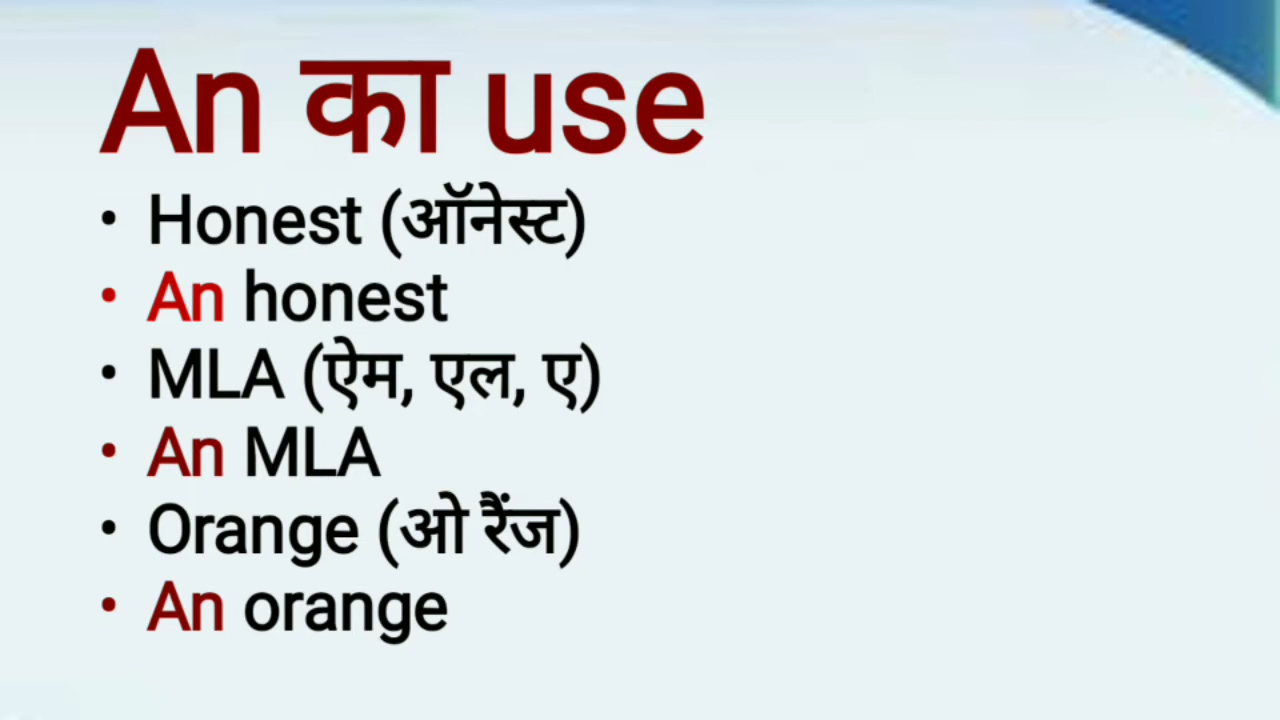 An का use
• Honest (ऑनेस्ट)
• An honest
• MLA (ऐम, एल, ए)
• An MLA
• Orange (ओ रैंज)
• An orange